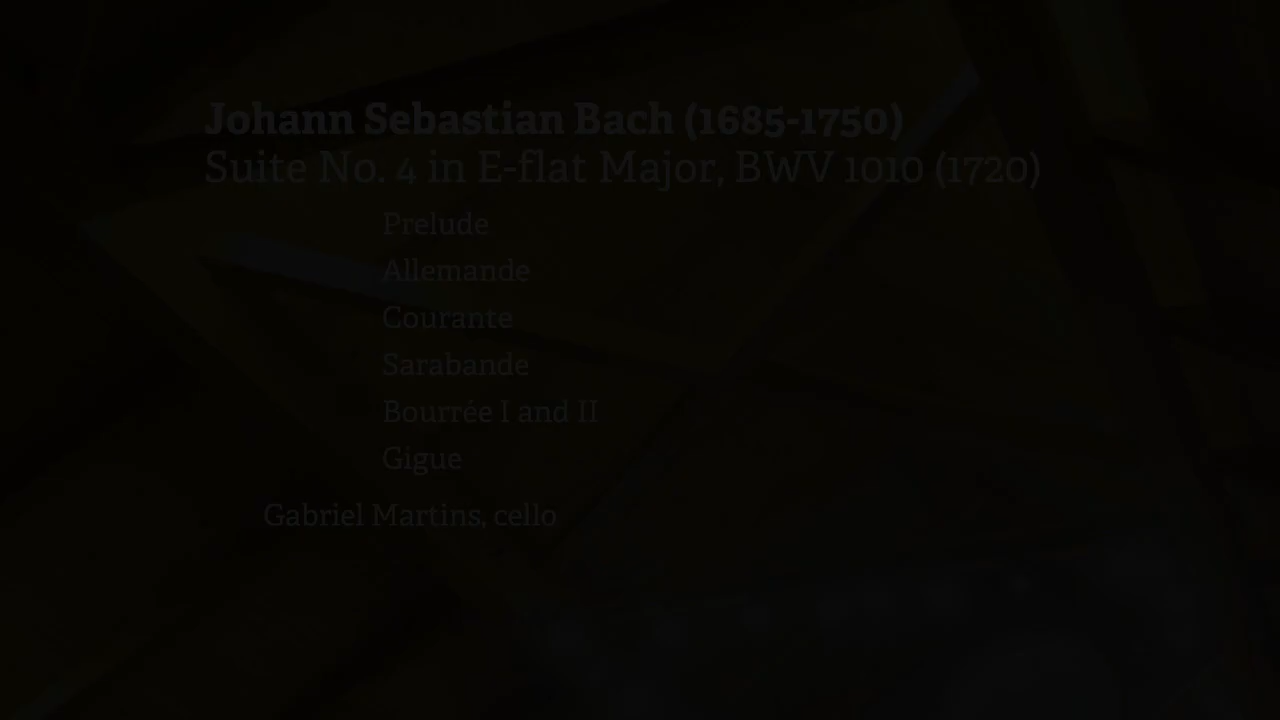 Johann Sebastian Bach (1685-1750)
Suite No. 4 in E-flat Major, BWV 1010 (1720)
Prelude
Allemande
Courante
Sarabande
Bourrée I and II
Gigue
Gabriel Martins, cello